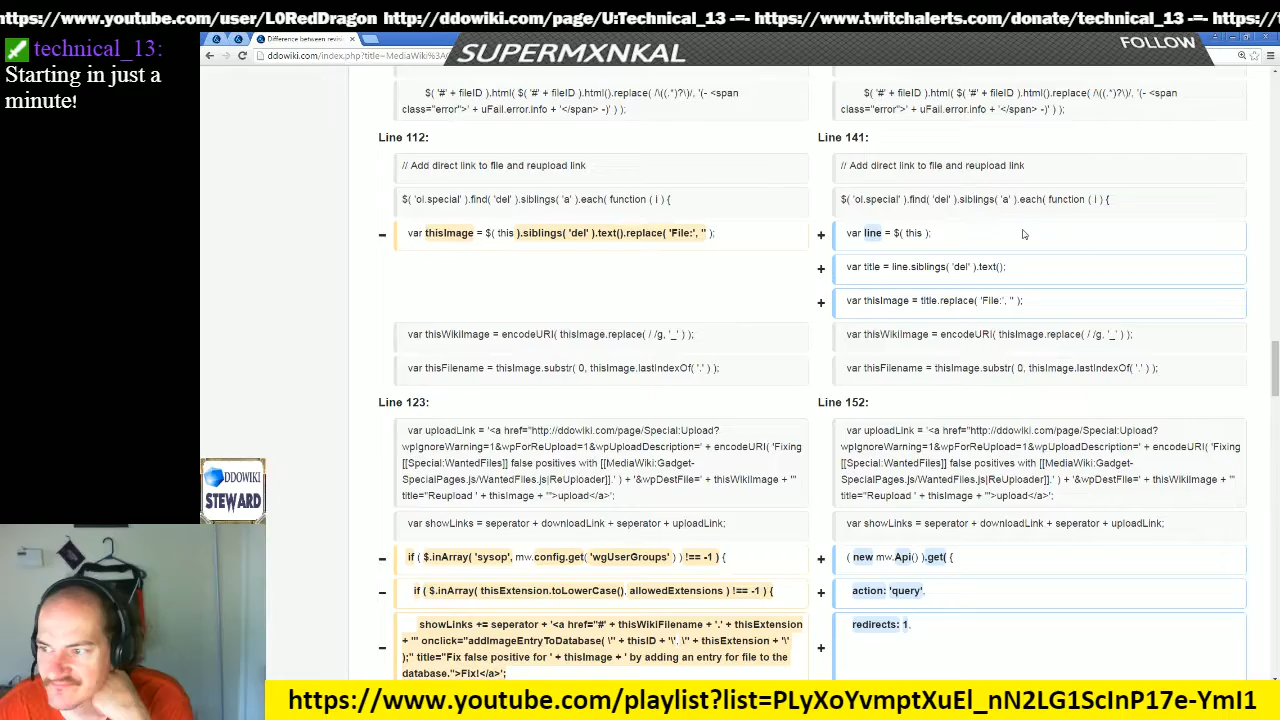 https://www.youtube.com/user/L0RedDragon http://ddowiki.com/page/U:Technical_13 -=- https://www.twitchalerts.com/donate/technical_13 -=- https://t
technical_13:
Starting in just a
minute!
Difference between revisi
ddowiki.com/index.php?title=MediaWiki%3A
SUPERMXNKAL
FOLLOW
$( '#' + fileID ).html( $( '#' + fileID ).html().replace( /\((.*)?\)/, '(- <span
class="error">' + uFail.error.info + '</span> -)' ) );
$( '#' + fileID ).html( $( '#' + fileID ).html().replace( /\((.*)?\)/, '(- <span
class="error">' + uFail.error.info + '</span> -)' ) );
Line 112:
Line 141:
// Add direct link to file and reupload link
// Add direct link to file and reupload link
$( 'ol.special' ).find( 'del' ).siblings( 'a' ).each( function ( i ) {
$( 'ol.special' ).find( 'del' ).siblings( 'a' ).each( function ( i ) {
− var thisImage = $( this ).siblings( 'del' ).text().replace( 'File:', '' );
+ var line = $( this );
+ var title = line.siblings( 'del' ).text();
+ var thisImage = title.replace( 'File:', '' );
var thisWikiImage = encodeURI( thisImage.replace( / /g, '_' ) );
var thisWikiImage = encodeURI( thisImage.replace( / /g, '_' ) );
var thisFilename = thisImage.substr( 0, thisImage.lastIndexOf( '.' ) );
var thisFilename = thisImage.substr( 0, thisImage.lastIndexOf( '.' ) );
Line 123:
Line 152:
var uploadLink = '<a href="http://ddowiki.com/page/Special:Upload?
wpIgnoreWarning=1&wpForReUpload=1&wpUploadDescription=' + encodeURI( 'Fixing
[[Special:WantedFiles]] false positives with [[MediaWiki:Gadget-
SpecialPages.js/WantedFiles.js|ReUploader]].' ) + '&wpDestFile=' + thisWikiImage + '"
title="Reupload ' + thisImage + '">upload</a>';
var uploadLink = '<a href="http://ddowiki.com/page/Special:Upload?
wpIgnoreWarning=1&wpForReUpload=1&wpUploadDescription=' + encodeURI( 'Fixing
[[Special:WantedFiles]] false positives with [[MediaWiki:Gadget-
SpecialPages.js/WantedFiles.js|ReUploader]].' ) + '&wpDestFile=' + thisWikiImage + '"
title="Reupload ' + thisImage + '">upload</a>';
var showLinks = seperator + downloadLink + seperator + uploadLink;
var showLinks = seperator + downloadLink + seperator + uploadLink;
− if ( $.inArray( 'sysop', mw.config.get( 'wgUserGroups' ) ) !== -1 ) {
+ ( new mw.Api() ).get( {
− if ( $.inArray( thisExtension.toLowerCase(), allowedExtensions ) !== -1 ) {
+ action: 'query',
− showLinks += seperator + '<a href="#' + thisWikiFilename + '.' + thisExtension
+ '" onclick="addImageEntryToDatabase( \'' + thisID + '\', \'' + thisExtension + '\'
);" title="Fix false positive for ' + thisImage + ' by adding an entry for file to the
database.">Fix!</a>';
+ redirects: 1,
DDOWIKI
STEWARD
https://www.youtube.com/playlist?list=PLyXoYvmptXuEl_nN2LG1ScInP17e-YmI1